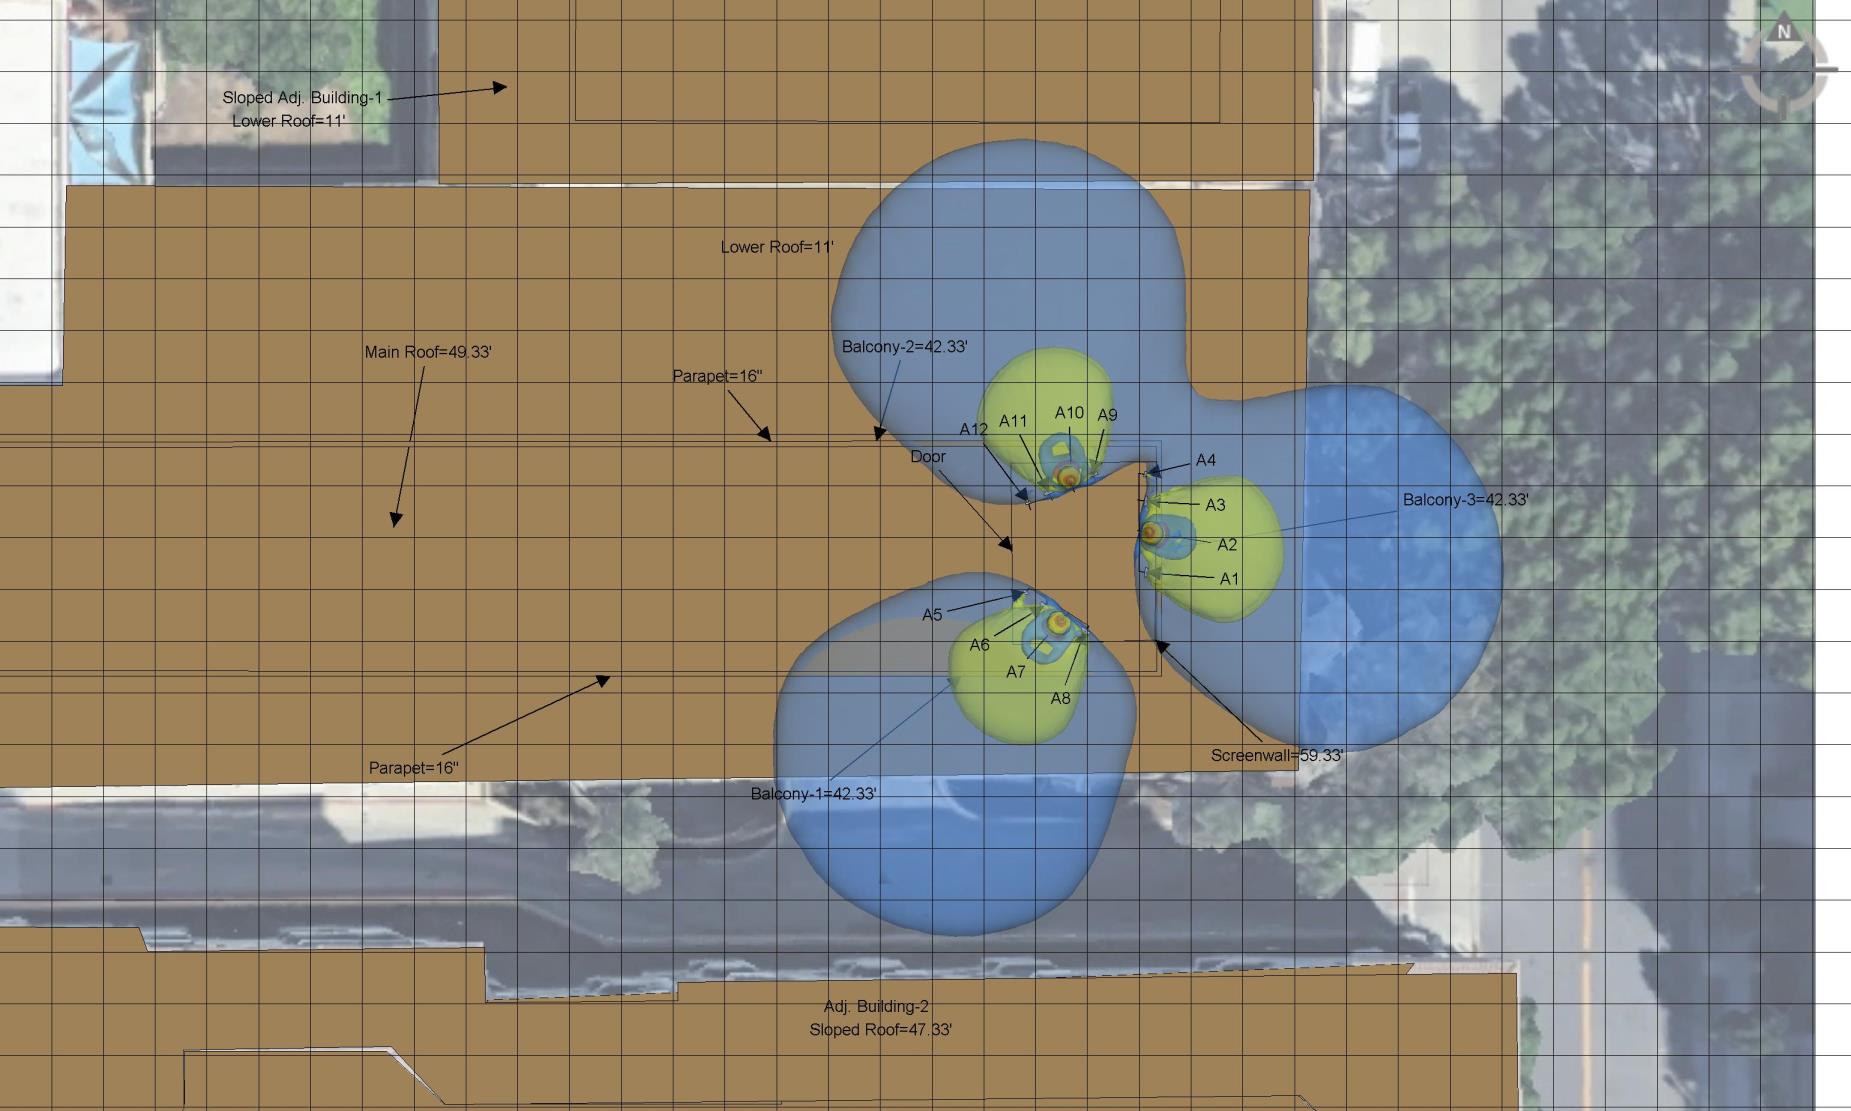 N
Sloped Adj. Building-1
Lower Roof=11'
Lower Roof=11'
Main Roof=49.33'
Balcony-2=42.33'
Parapet=16"
A12
A11
A10
A9
Door
A4
A3
Balcony-3=42.33'
A2
A1
A5
A6
A7
A8
Screenwall=59.33'
Parapet=16"
Balcony-1=42.33'
Adj. Building-2
Sloped Roof=47.33'